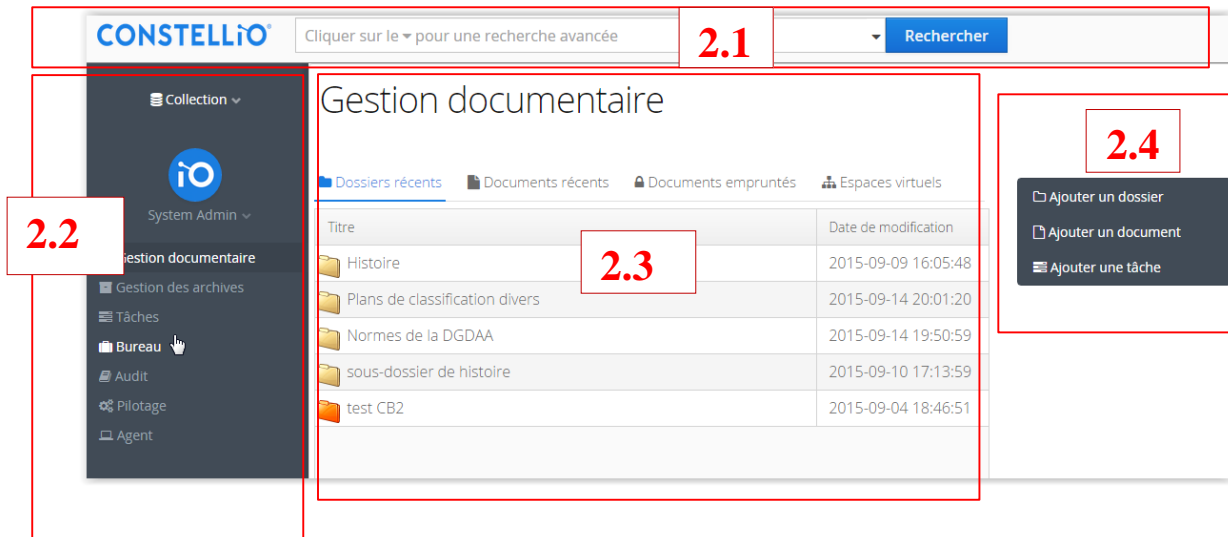 CONSTELLiO
Cliquer sur le ▾ pour une recherche avancée
Rechercher
2.1
Collection
iO
System Admin
2.2
Gestion documentaire
Gestion des archives
Tâches
Bureau
Audit
Pilotage
Agent
Gestion documentaire
Dossiers récents Documents récents Documents empruntés Espaces virtuels
Titre Date de modification
2.3
Histoire 2015-09-09 16:05:48
Plans de classification divers 2015-09-14 20:01:20
Normes de la DGDAA 2015-09-14 19:50:59
sous-dossier de histoire 2015-09-10 17:13:59
test CB2 2015-09-04 18:46:51
2.4
Ajouter un dossier
Ajouter un document
Ajouter une tâche